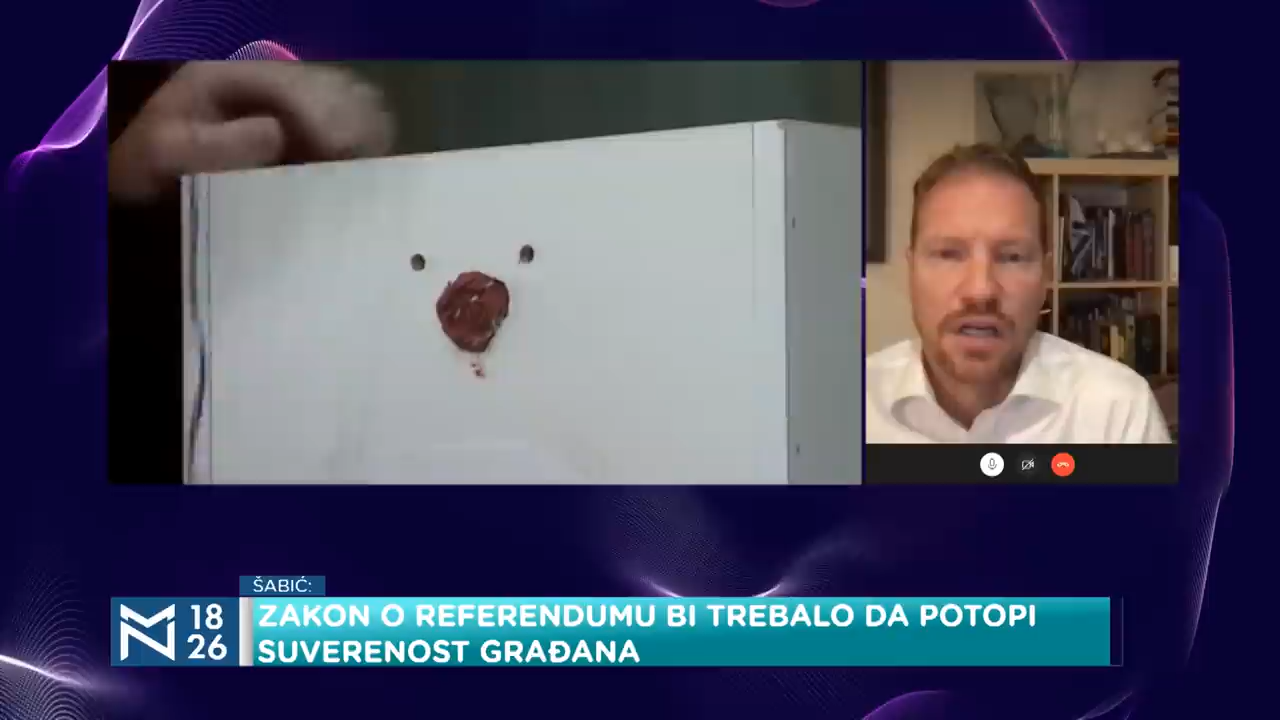 ŠABIĆ:
18
26
ZAKON O REFERENDUMU BI TREBALO DA POTOPI
SUVERENOST GRAĐANA